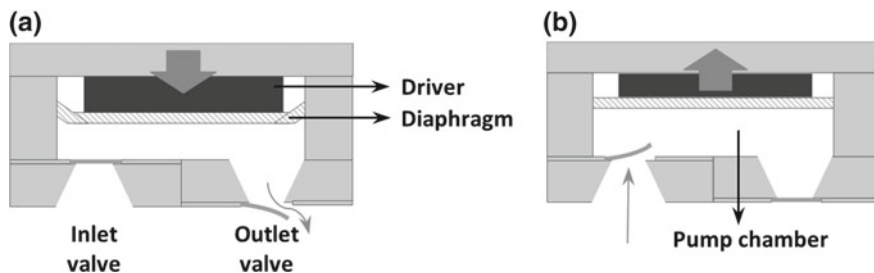 (a)
Driver
Diaphragm
Inlet
valve
Outlet
valve
(b)
Pump chamber